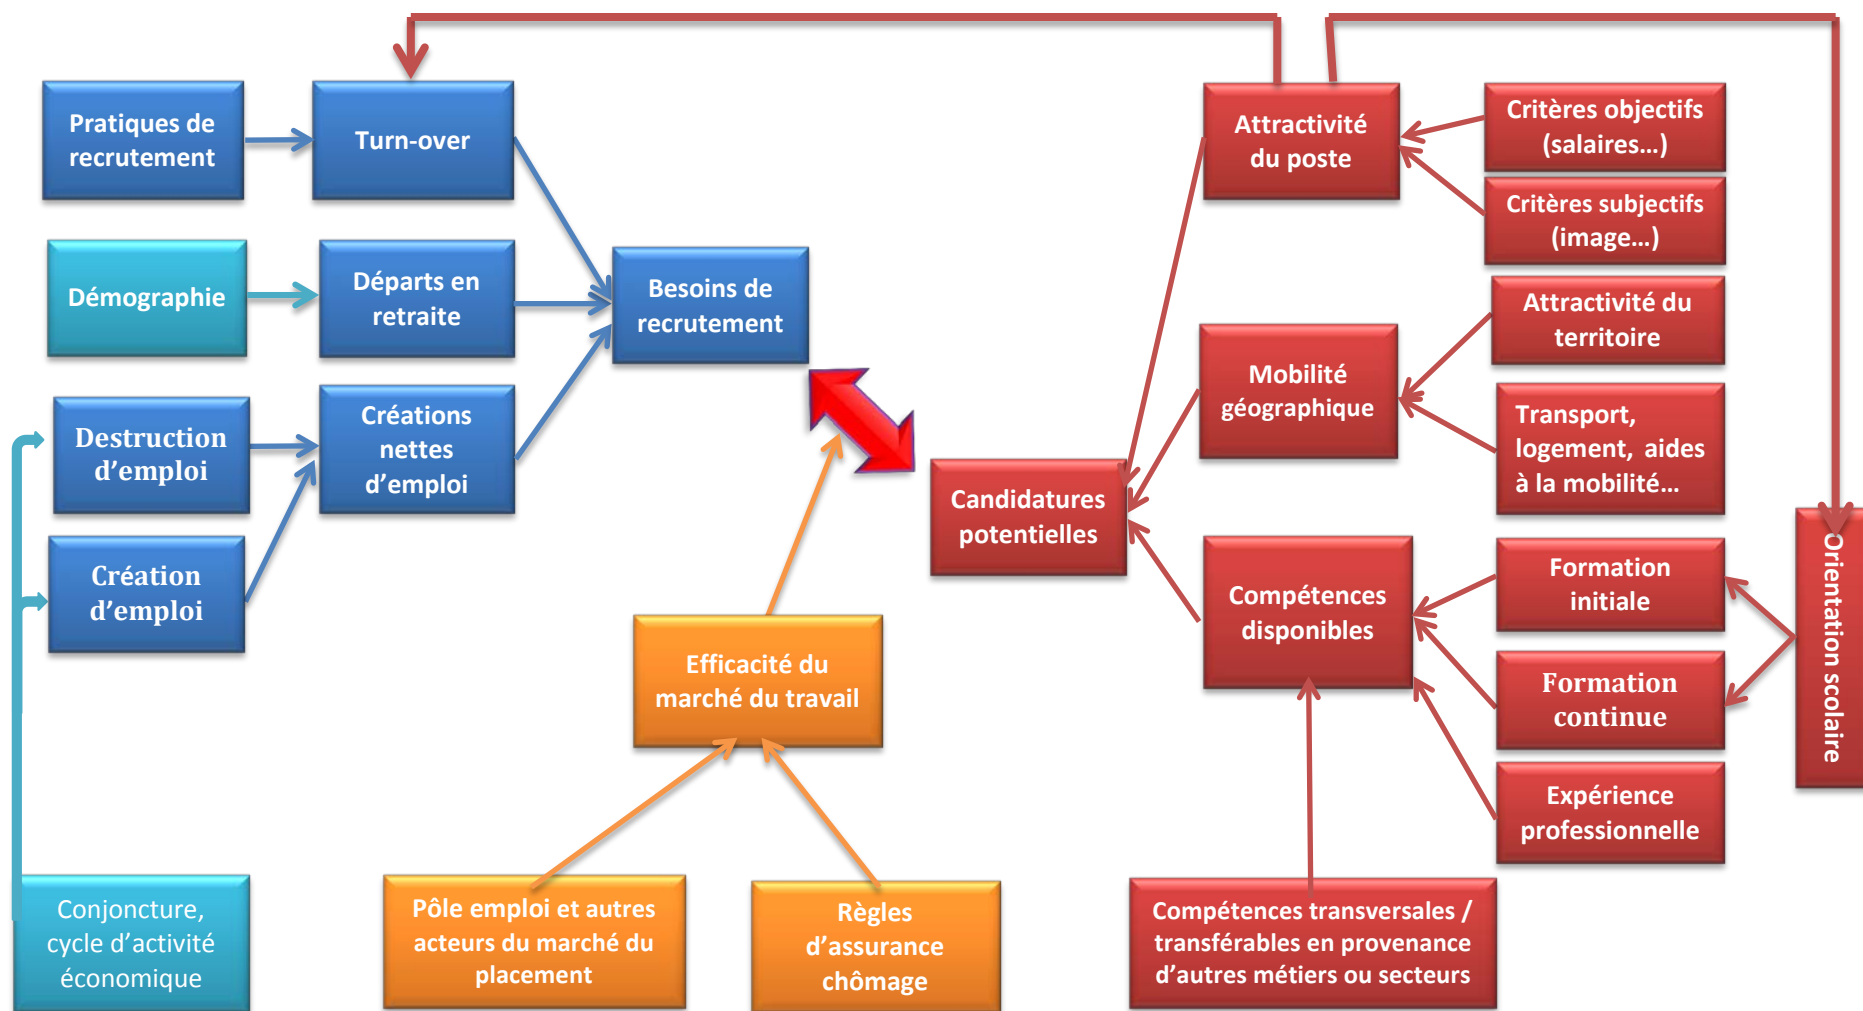 Pratiques de
recrutement
Turn-over
Attractivité
du poste
Critères objectifs
(salaires…)
Critères subjectifs
(image…)
Démographie
Départs en
retraite
Besoins de
recrutement
Mobilité
géographique
Attractivité du
territoire
Transport,
logement, aides
à la mobilité…
Destruction
d’emploi
Créations
nettes
d’emploi
Création
d’emploi
Candidatures
potentielles
Compétences
disponibles
Formation
initiale
Formation
continue
Expérience
professionnelle
Orientation scolaire
Efficacité du
marché du travail
Conjoncture,
cycle d’activité
économique
Pôle emploi et autres
acteurs du marché du
placement
Règles
d’assurance
chômage
Compétences transversales /
transférables en provenance
d’autres métiers ou secteurs